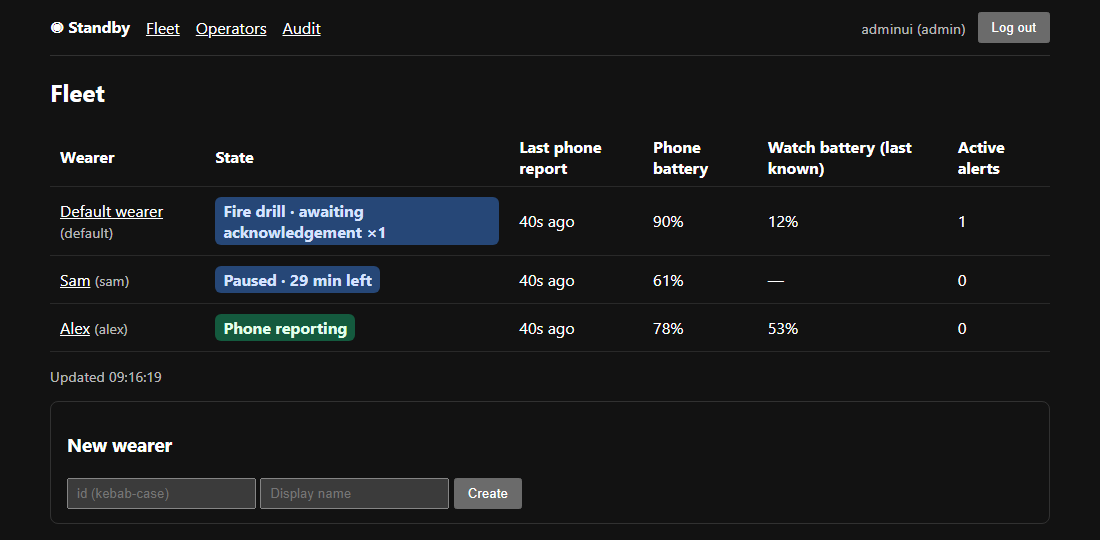 Standby Fleet Operators Audit adminui (admin) Log out
Fleet
Wearer State Last phone report Phone battery Watch battery (last known) Active alerts
Default wearer (default) Fire drill · awaiting acknowledgement ×1 40s ago 90% 12% 1
Sam (sam) Paused · 29 min left 40s ago 61% — 0
Alex (alex) Phone reporting 40s ago 78% 53% 0
Updated 09:16:19
New wearer
id (kebab-case) Display name Create